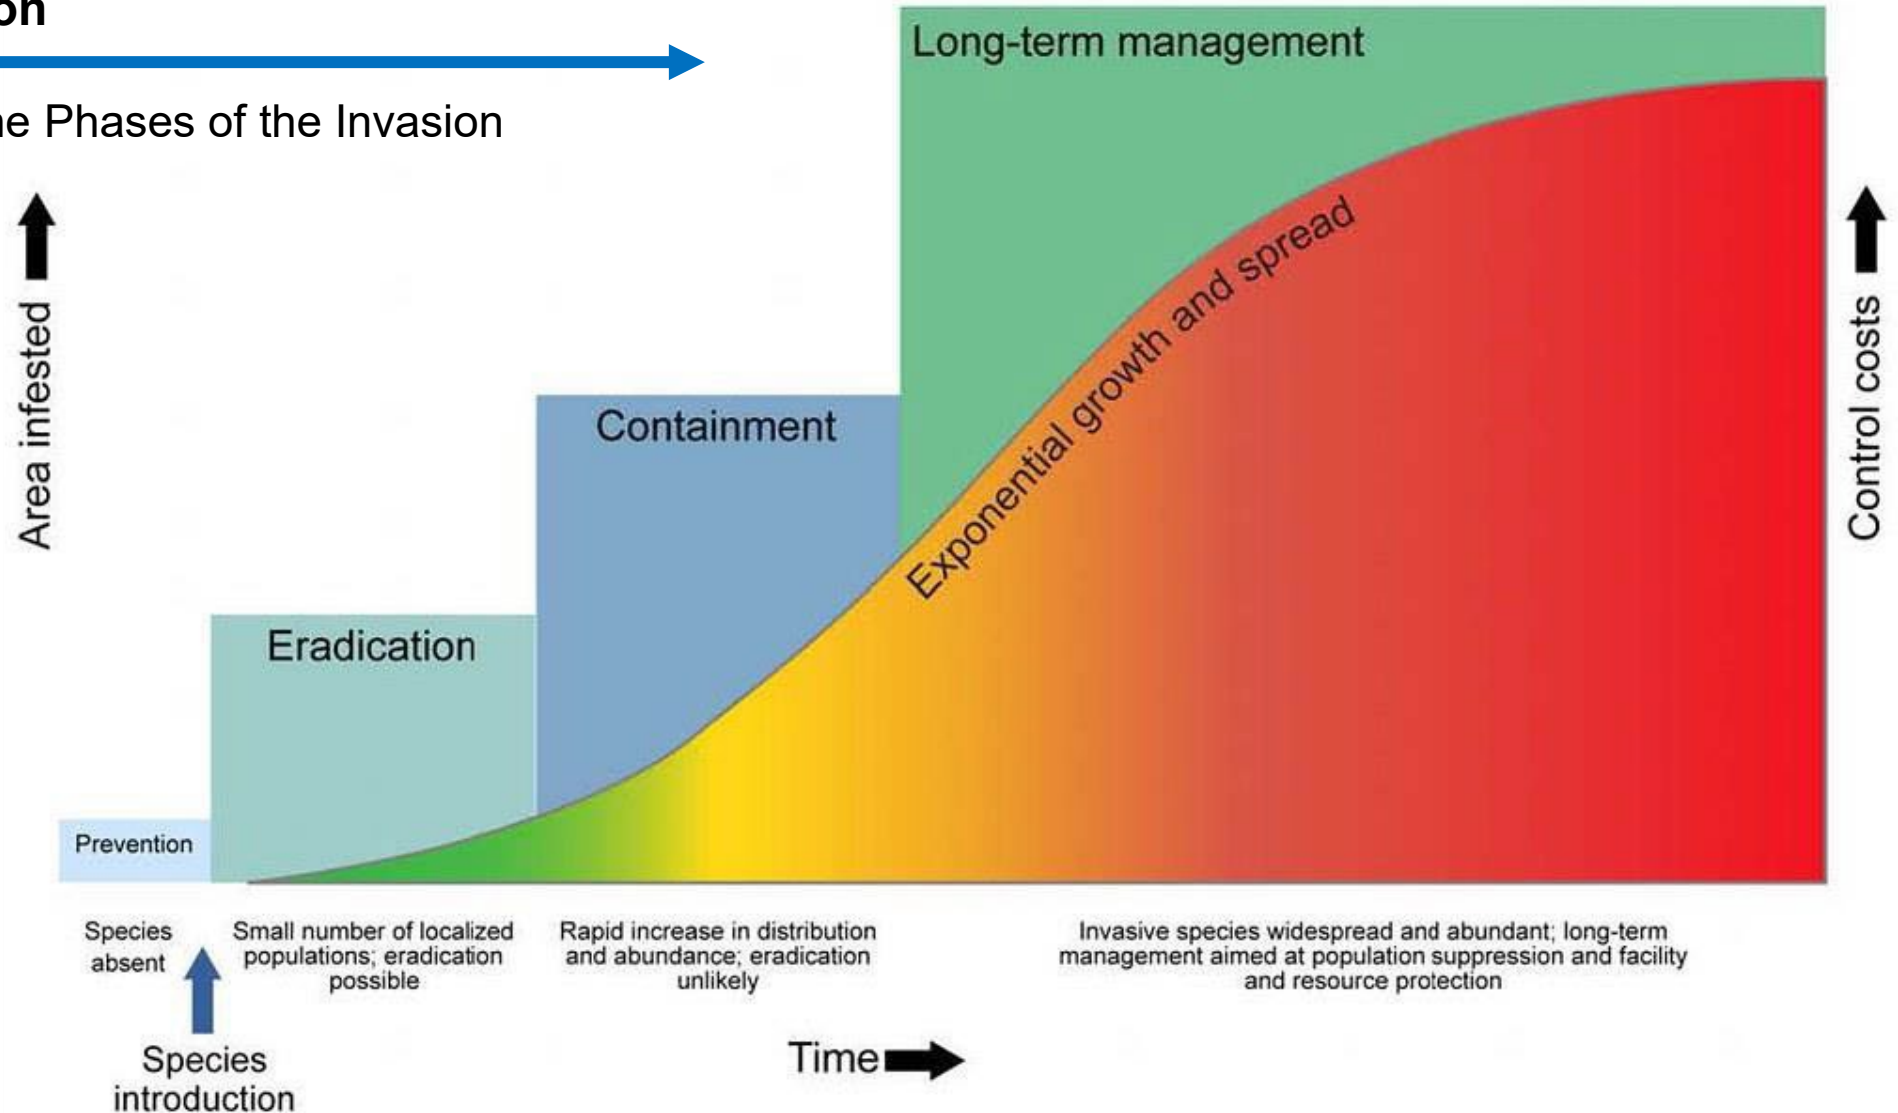 on
ne Phases of the Invasion
Long-term management
Area infested
Control costs
Exponential growth and spread
Containment
Eradication
Prevention
Species
absent
Small number of localized
populations; eradication
possible
Rapid increase in distribution
and abundance; eradication
unlikely
Invasive species widespread and abundant; long-term
management aimed at population suppression and facility
and resource protection
Species
introduction
Time